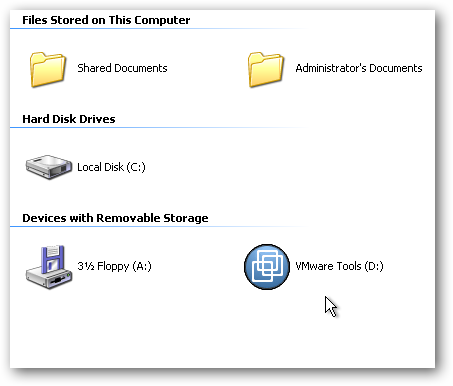 Files Stored on This Computer
Shared Documents
Administrator's Documents
Hard Disk Drives
Local Disk (C:)
Devices with Removable Storage
3½ Floppy (A:)
VMware Tools (D:)